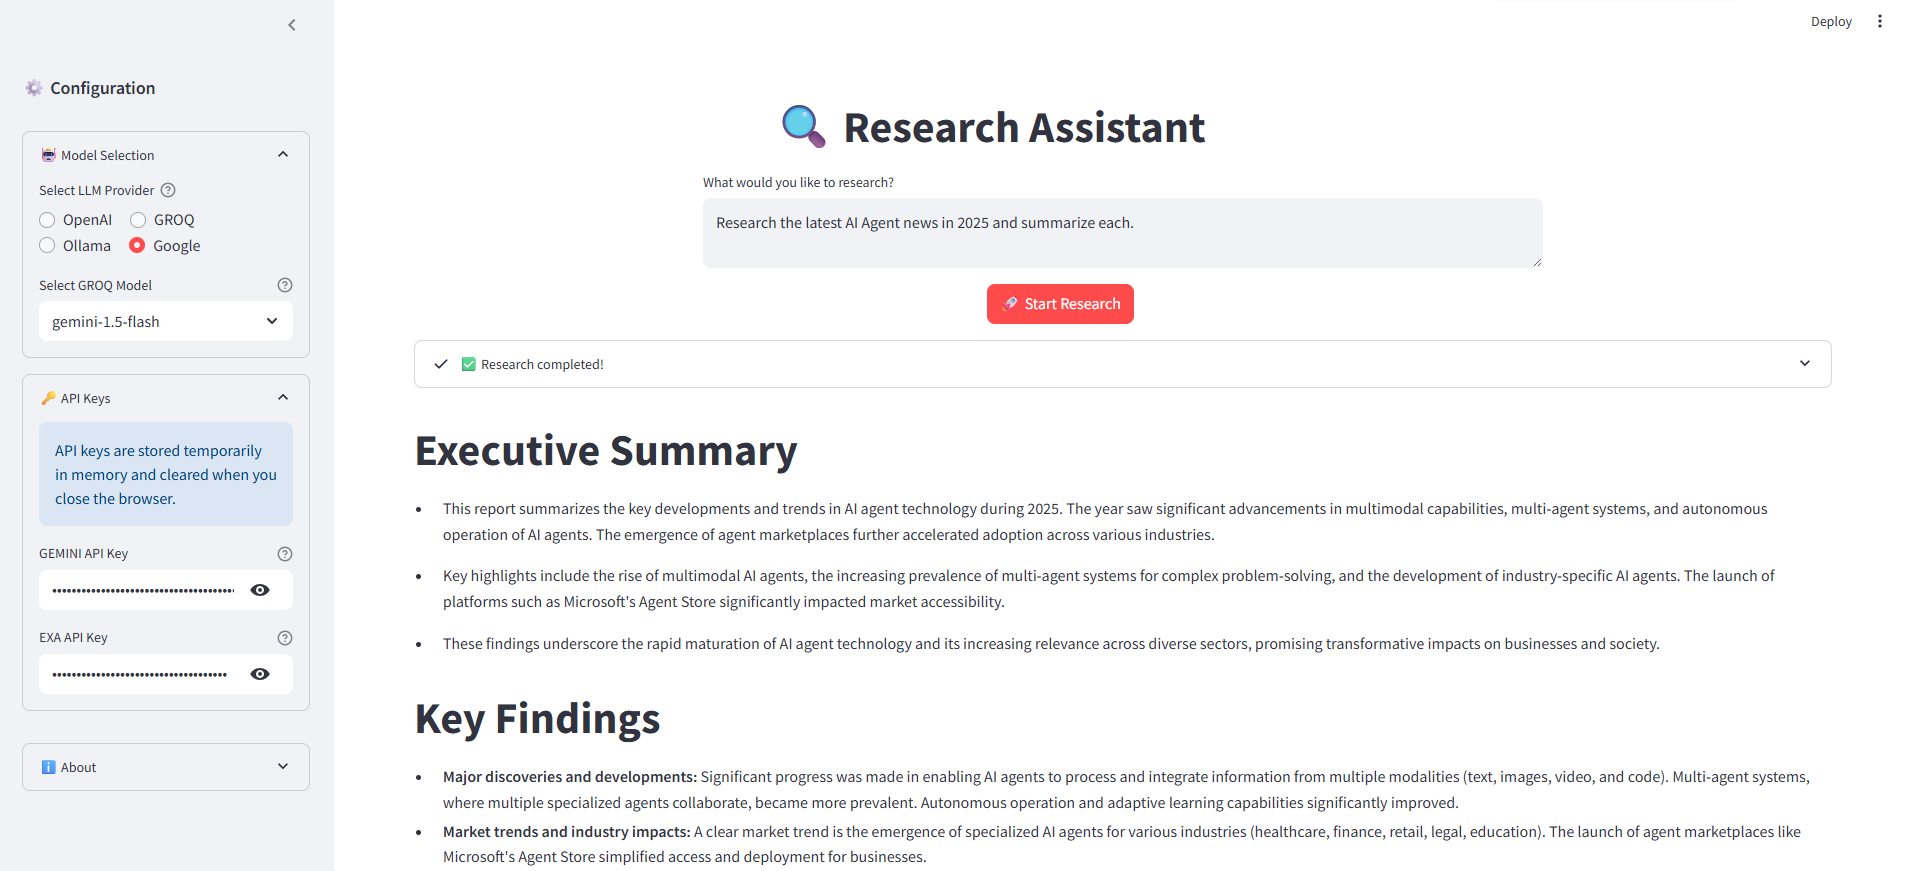 Deploy
Configuration
Model Selection
Select LLM Provider
OpenAI
GROQ
Ollama
Google
Select GROQ Model
gemini-1.5-flash
API Keys
API keys are stored temporarily
in memory and cleared when you
close the browser.
GEMINI API Key
EXA API Key
About
Research Assistant
What would you like to research?
Research the latest AI Agent news in 2025 and summarize each.
Start Research
Research completed!
Executive Summary
This report summarizes the key developments and trends in AI agent technology during 2025. The year saw significant advancements in multimodal capabilities, multi-agent systems, and autonomous
operation of AI agents. The emergence of agent marketplaces further accelerated adoption across various industries.
Key highlights include the rise of multimodal AI agents, the increasing prevalence of multi-agent systems for complex problem-solving, and the development of industry-specific AI agents. The launch of
platforms such as Microsoft's Agent Store significantly impacted market accessibility.
These findings underscore the rapid maturation of AI agent technology and its increasing relevance across diverse sectors, promising transformative impacts on businesses and society.
Key Findings
Major discoveries and developments: Significant progress was made in enabling AI agents to process and integrate information from multiple modalities (text, images, video, and code). Multi-agent systems,
where multiple specialized agents collaborate, became more prevalent. Autonomous operation and adaptive learning capabilities significantly improved.
Market trends and industry impacts: A clear market trend is the emergence of specialized AI agents for various industries (healthcare, finance, retail, legal, education). The launch of agent marketplaces like
Microsoft's Agent Store simplified access and deployment for businesses.